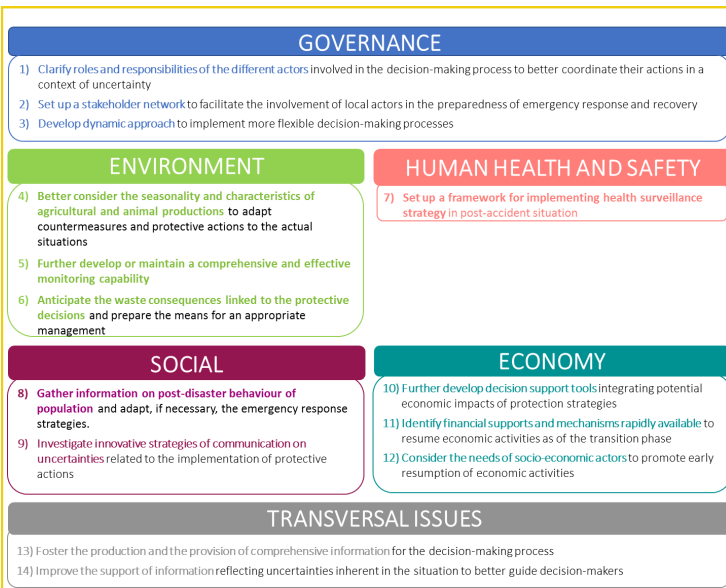 GOVERNANCE
1) Clarify roles and responsibilities of the different actors involved in the decision-making process to better coordinate their actions in a
context of uncertainty
2) Set up a stakeholder network to facilitate the involvement of local actors in the preparedness of emergency response and recovery
3) Develop dynamic approach to implement more flexible decision-making processes
ENVIRONMENT
4) Better consider the seasonality and characteristics of
agricultural and animal productions to adapt
countermeasures and protective actions to the actual
situations
5) Further develop or maintain a comprehensive and effective
monitoring capability
6) Anticipate the waste consequences linked to the protective
decisions and prepare the means for an appropriate
management
HUMAN HEALTH AND SAFETY
7) Set up a framework for implementing health surveillance
strategy in post-accident situation
SOCIAL
8) Gather information on post-disaster behaviour of
population and adapt, if necessary, the emergency response
strategies.
9) Investigate innovative strategies of communication on
uncertainties related to the implementation of protective
actions
ECONOMY
10) Further develop decision support tools integrating potential
economic impacts of protection strategies
11) Identify financial supports and mechanisms rapidly available to
resume economic activities as of the transition phase
12) Consider the needs of socio-economic actors to promote early
resumption of economic activities
TRANSVERSAL ISSUES
13) Foster the production and the provision of comprehensive information for the decision-making process
14) Improve the support of information reflecting uncertainties inherent in the situation to better guide decision-makers